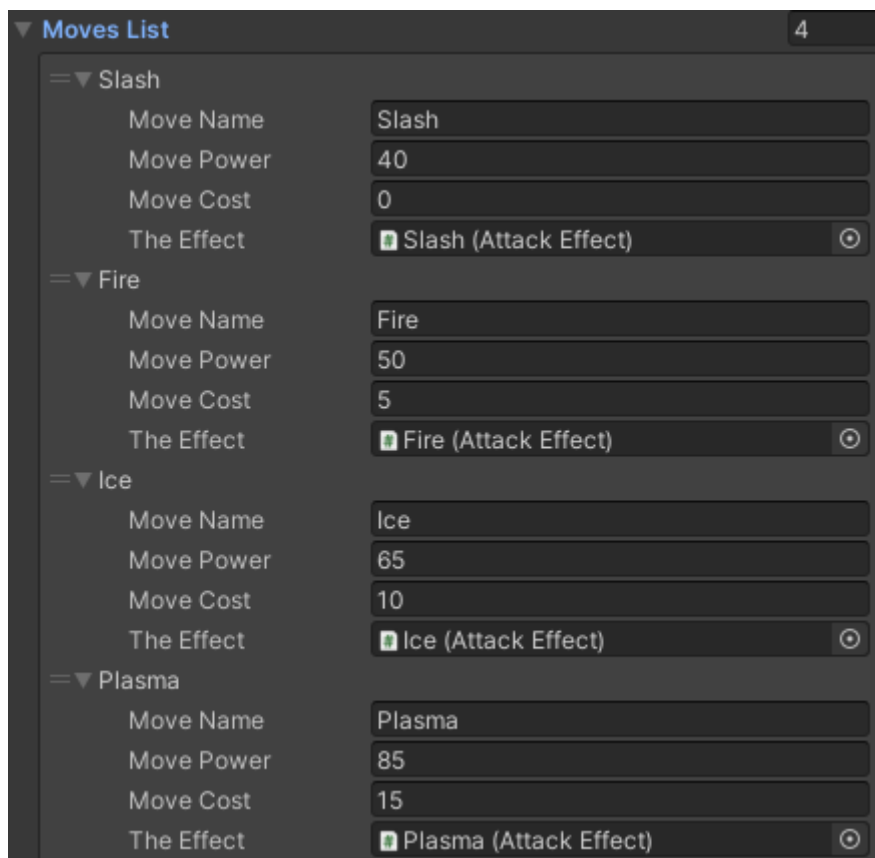 Moves List 4
Slash
Move Name Slash
Move Power 40
Move Cost 0
The Effect Slash (Attack Effect)
Fire
Move Name Fire
Move Power 50
Move Cost 5
The Effect Fire (Attack Effect)
Ice
Move Name Ice
Move Power 65
Move Cost 10
The Effect Ice (Attack Effect)
Plasma
Move Name Plasma
Move Power 85
Move Cost 15
The Effect Plasma (Attack Effect)